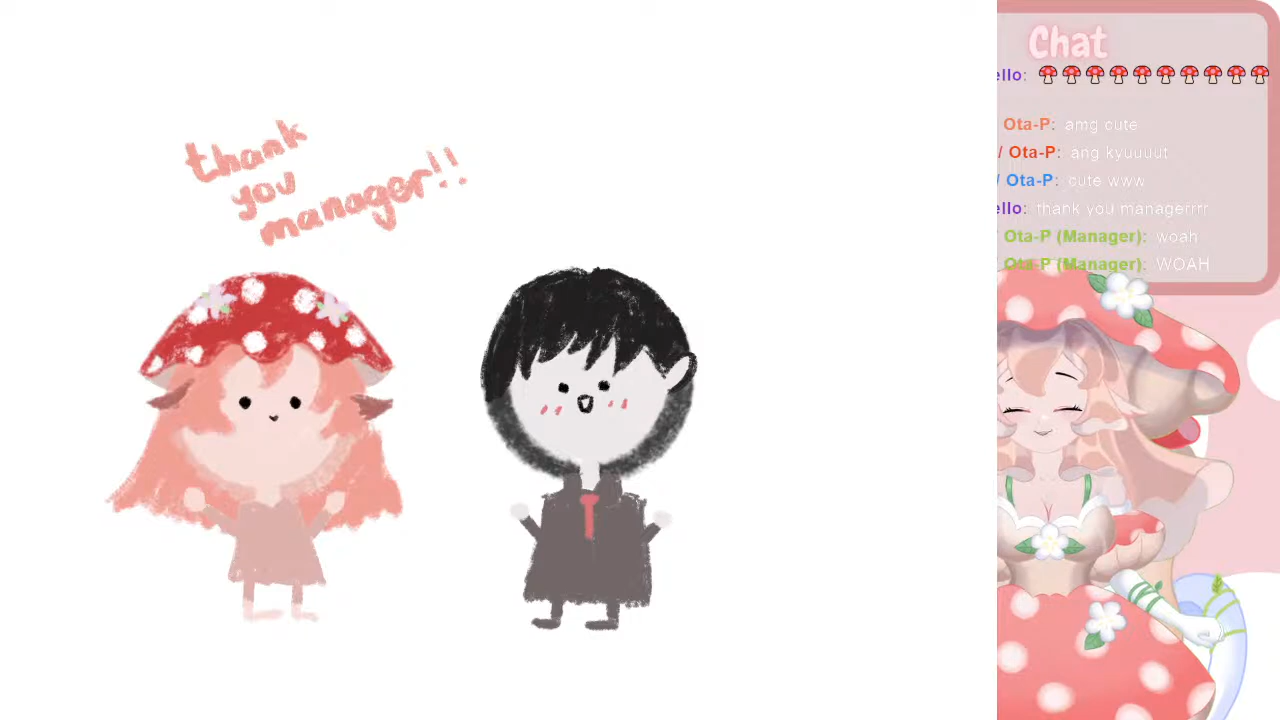 thank
you
manager!!
Chat
ello:
Ota-P: amg cute
/ Ota-P: ang kyuuuut
/ Ota-P: cute www
ello: thank you managerrrr
/ Ota-P (Manager): woah
/ Ota-P (Manager): WOAH